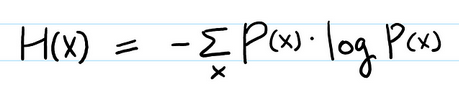 H(x) = - Σ P(x) · log P(x)
x